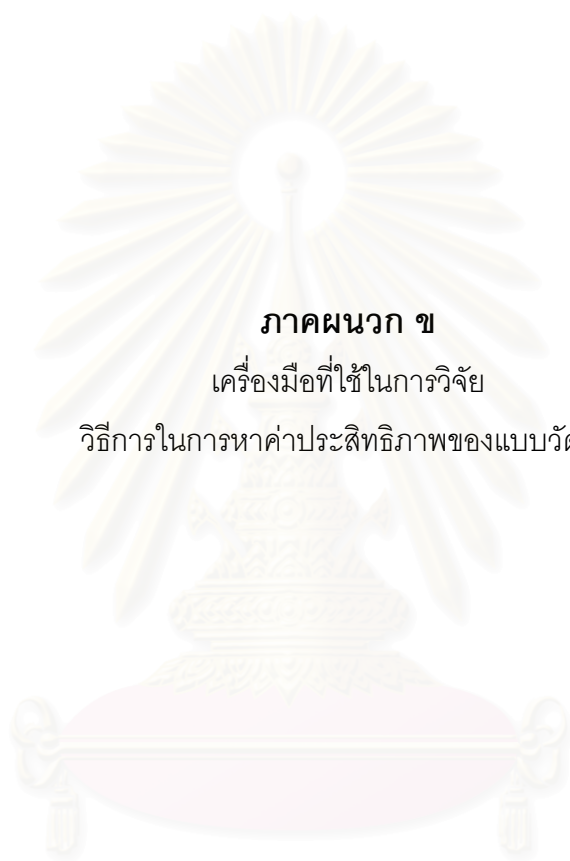 ภาคผนวก ข
เครื่องมือที่ใช้ในการวิจัย
วิธีการในการหาค่าประสิทธิภาพของแบบวัด